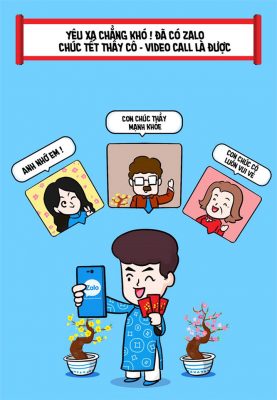 YÊU XA CHẲNG KHÓ ! ĐÃ CÓ ZALO
CHÚC TẾT THẦY CÔ - VIDEO CALL LÀ ĐƯỢC
CON CHÚC THẦY
MẠNH KHỎE
ANH NHỚ EM !
CON CHÚC CÔ
LUÔN VUI VẺ
Zalo